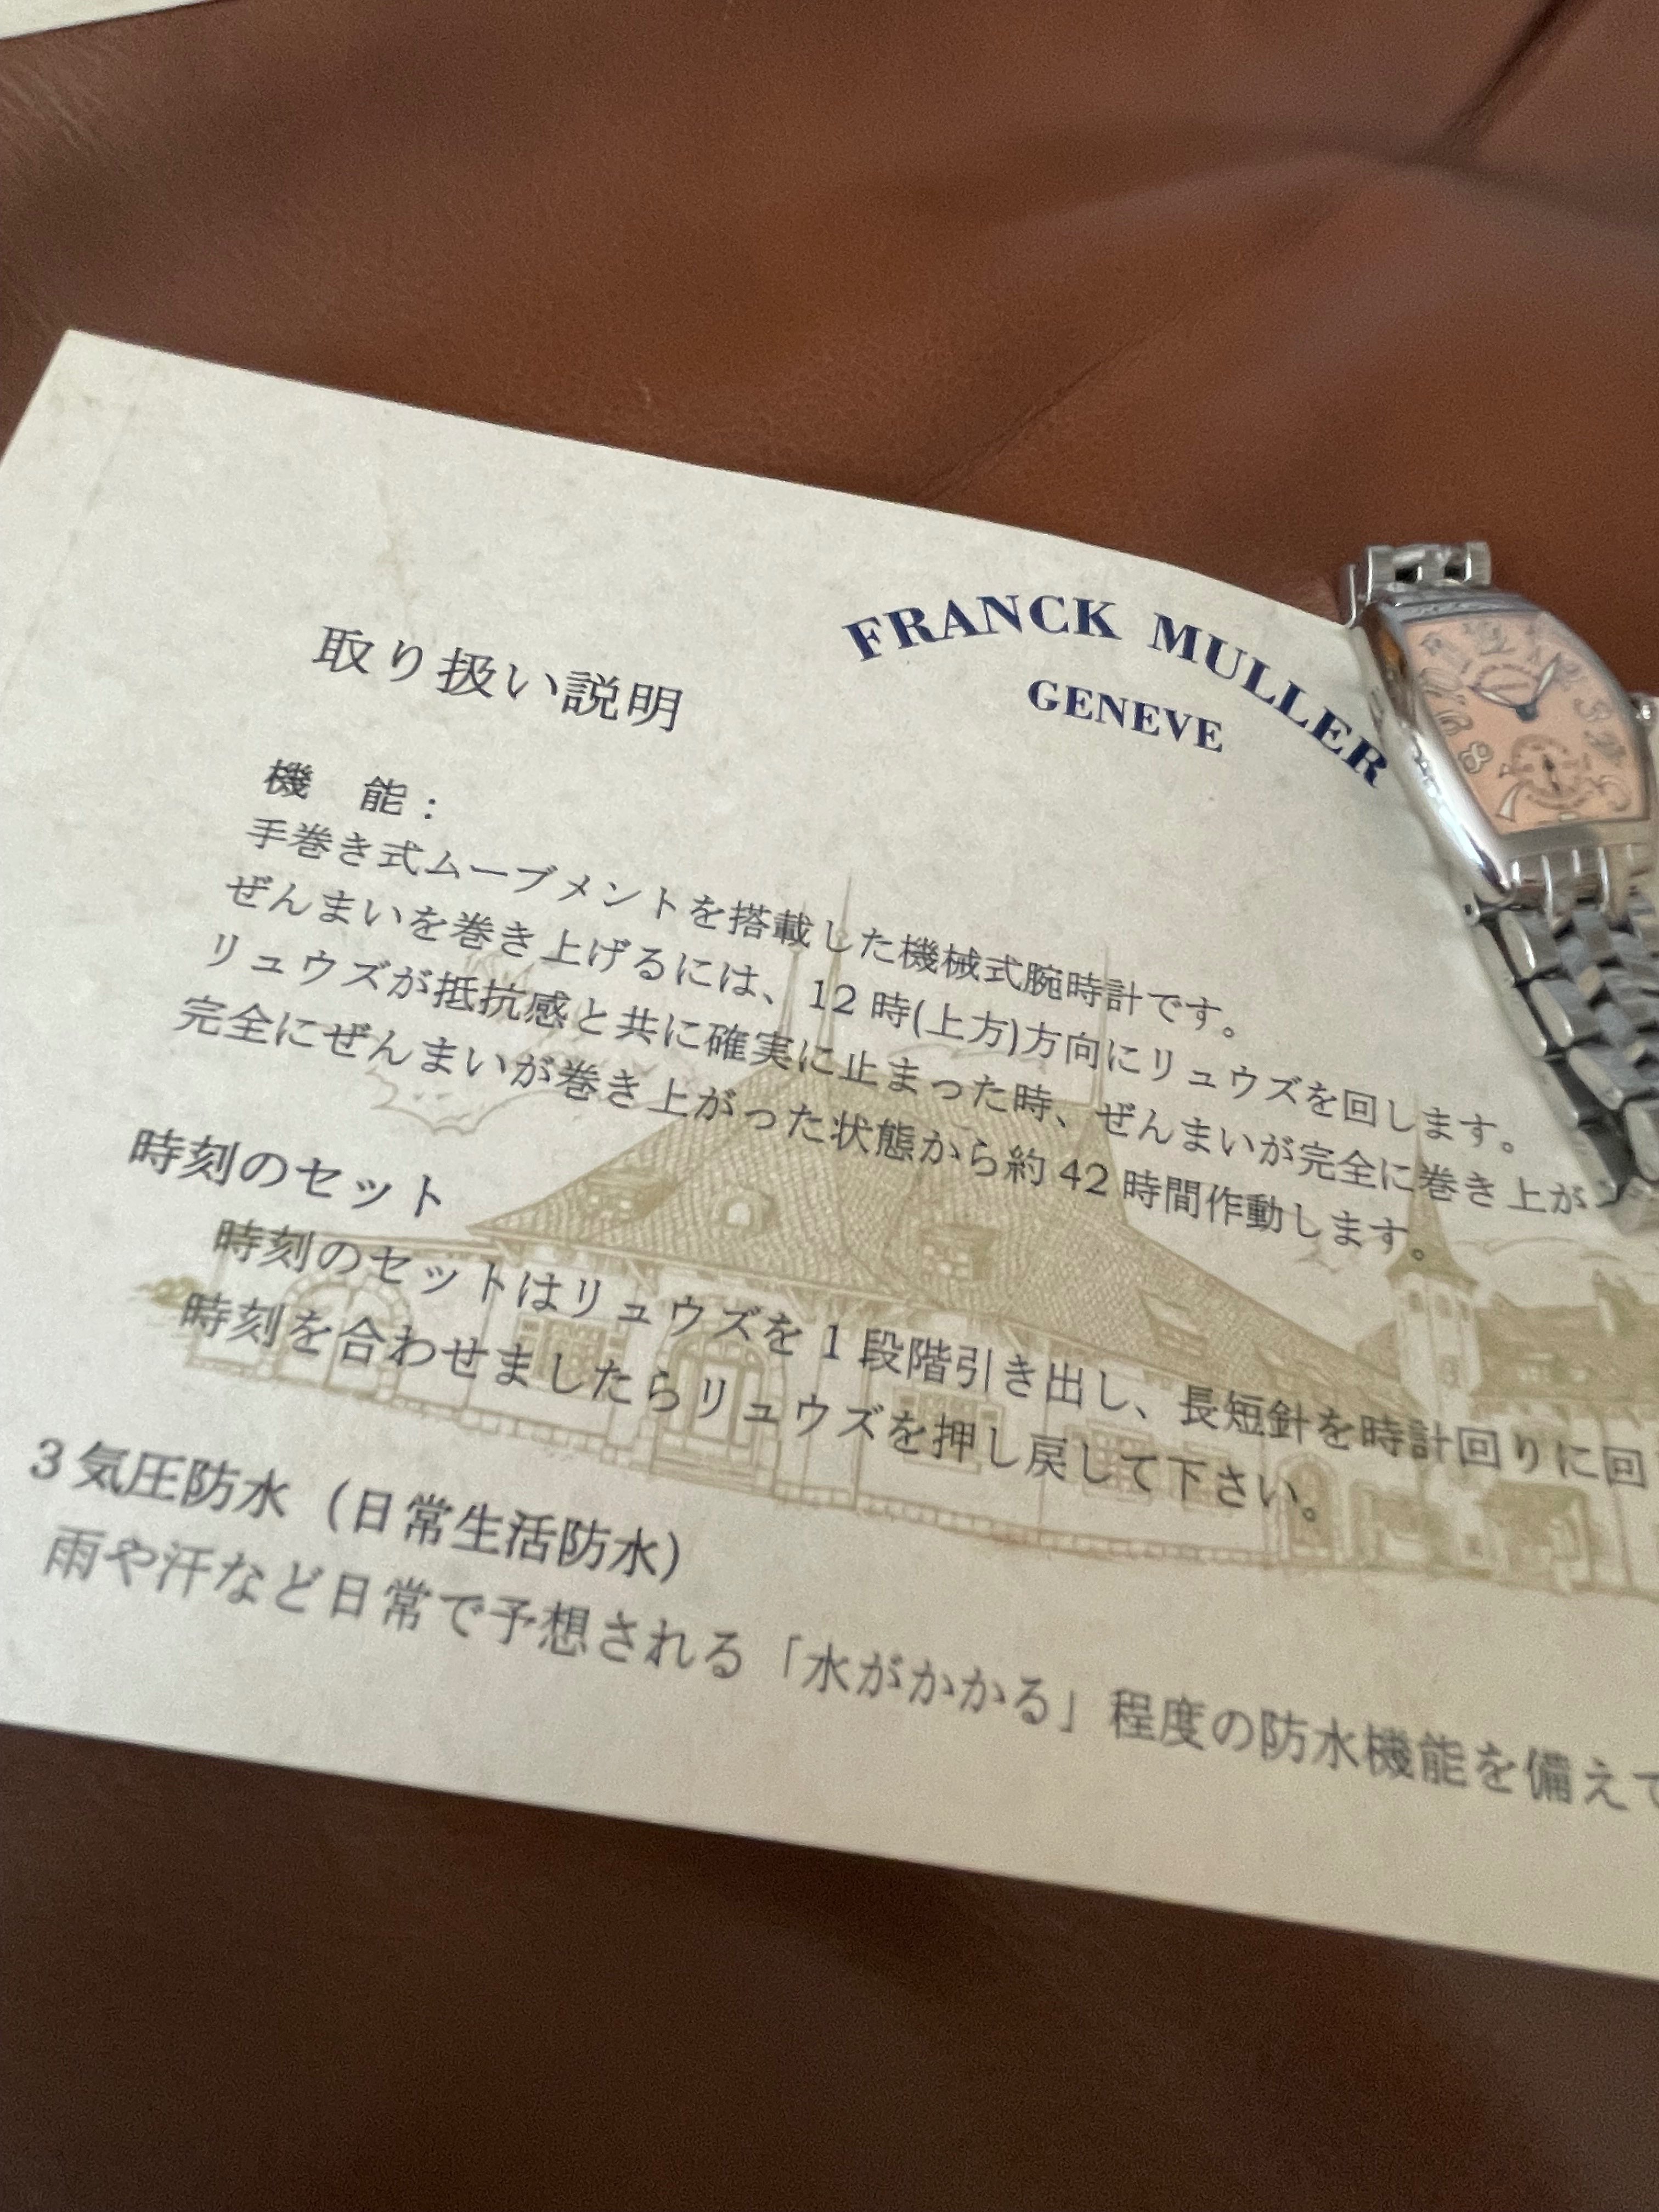 FRANCK MULLER
GENEVE
取り扱い説明
機　能：
手巻き式ムーブメントを搭載した機械式腕時計です。
ぜんまいを巻き上げるには、12 時(上方)方向にリュウズを回します。
リュウズが抵抗感と共に確実に止まった時、ぜんまいが完全に巻き上が
完全にぜんまいが巻き上がった状態から約 42 時間作動します。
時刻のセット
時刻のセットはリュウズを 1 段階引き出し、長短針を時計回りに回
時刻を合わせましたらリュウズを押し戻して下さい。
3 気圧防水（日常生活防水）
雨や汗など日常で予想される「水がかかる」程度の防水機能を備えて
8